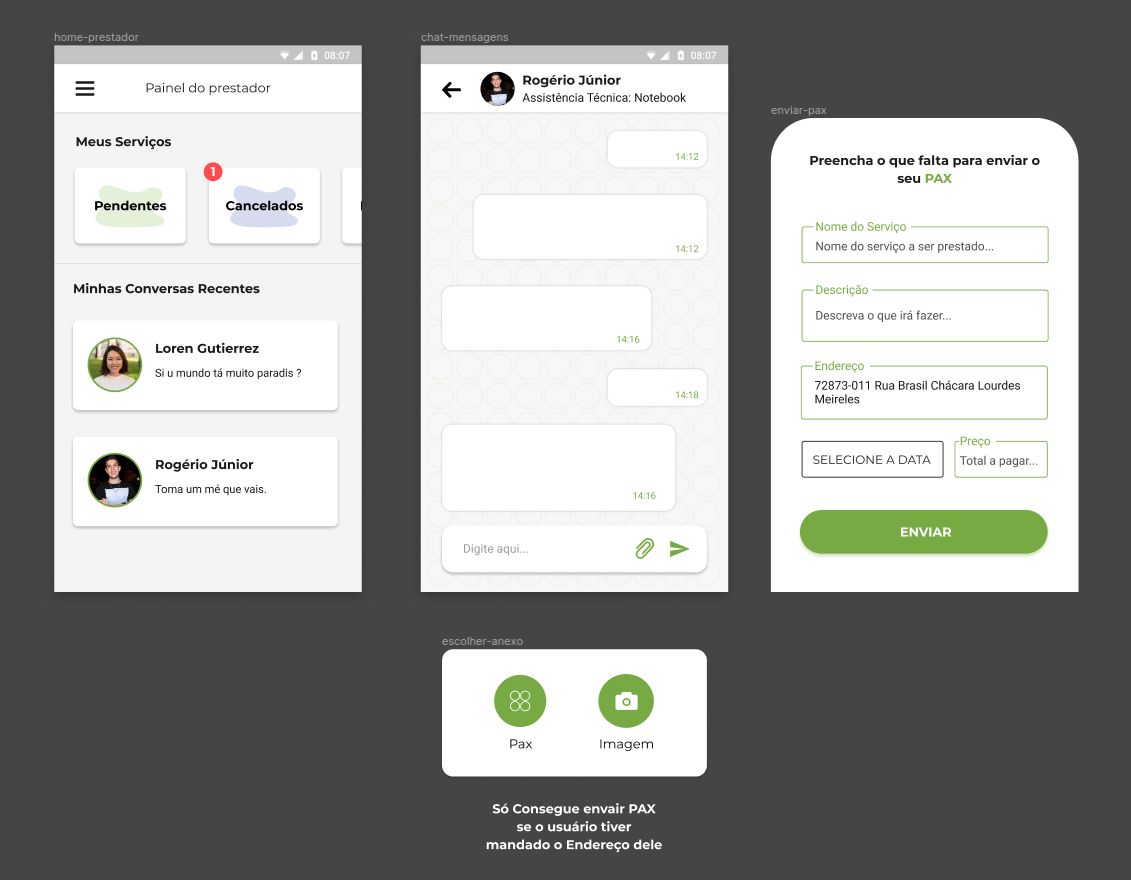 home-prestador
08:07
Painel do prestador
Meus Serviços
Pendentes
1
Cancelados
Minhas Conversas Recentes
Loren Gutierrez
Si u mundo tá muito paradis ?
Rogério Júnior
Toma um mé que vais.
chat-mensagens
08:07
Rogério Júnior
Assistência Técnica: Notebook
14:12
14:12
14:16
14:18
14:16
Digite aqui...
enviar-pax
Preencha o que falta para enviar o
seu PAX
Nome do Serviço
Nome do serviço a ser prestado...
Descrição
Descreva o que irá fazer...
Endereço
72873-011 Rua Brasil Chácara Lourdes
Meireles
SELECIONE A DATA
Preço
Total a pagar...
ENVIAR
escolher-anexo
Pax
Imagem
Só Consegue envair PAX
se o usuário tiver
mandado o Endereço dele